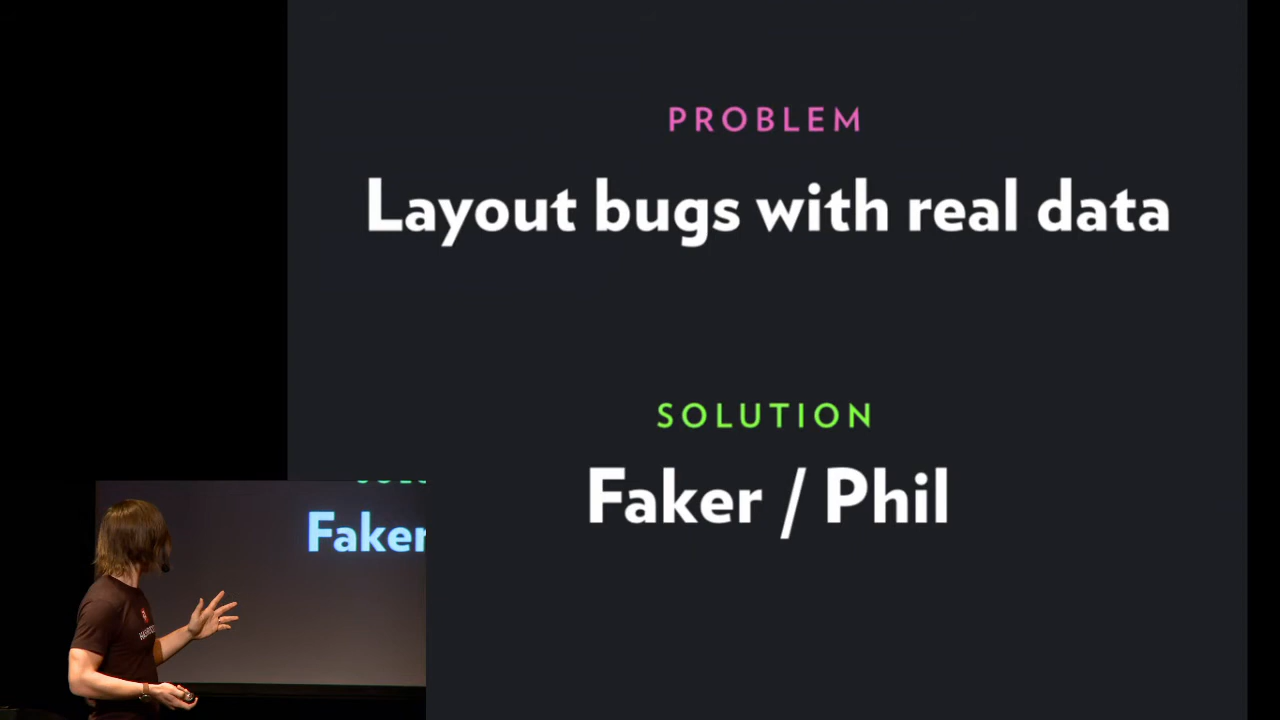 PROBLEM
Layout bugs with real data
SOLUTION
Faker / Phil
Faker